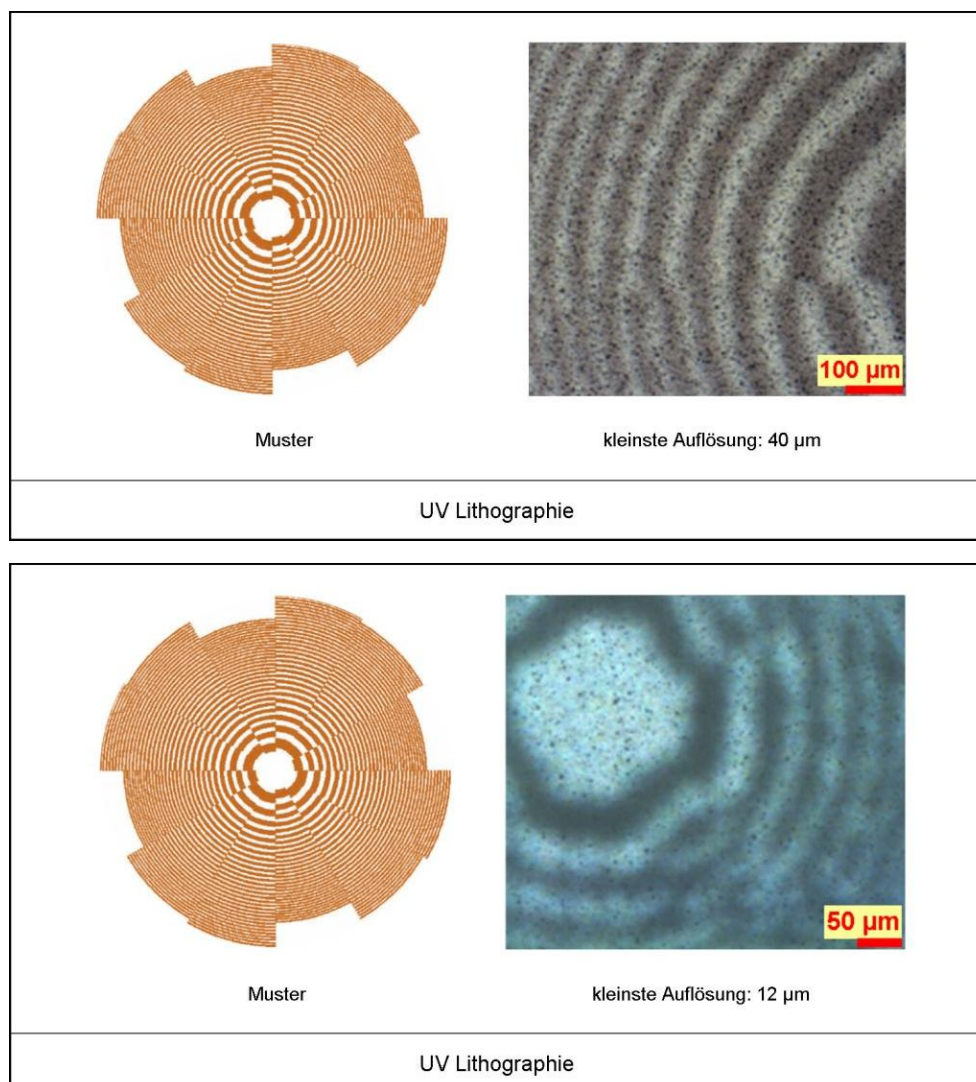 100 µm
Muster
kleinste Auflösung: 40 µm
UV Lithographie
50 µm
Muster
kleinste Auflösung: 12 µm
UV Lithographie